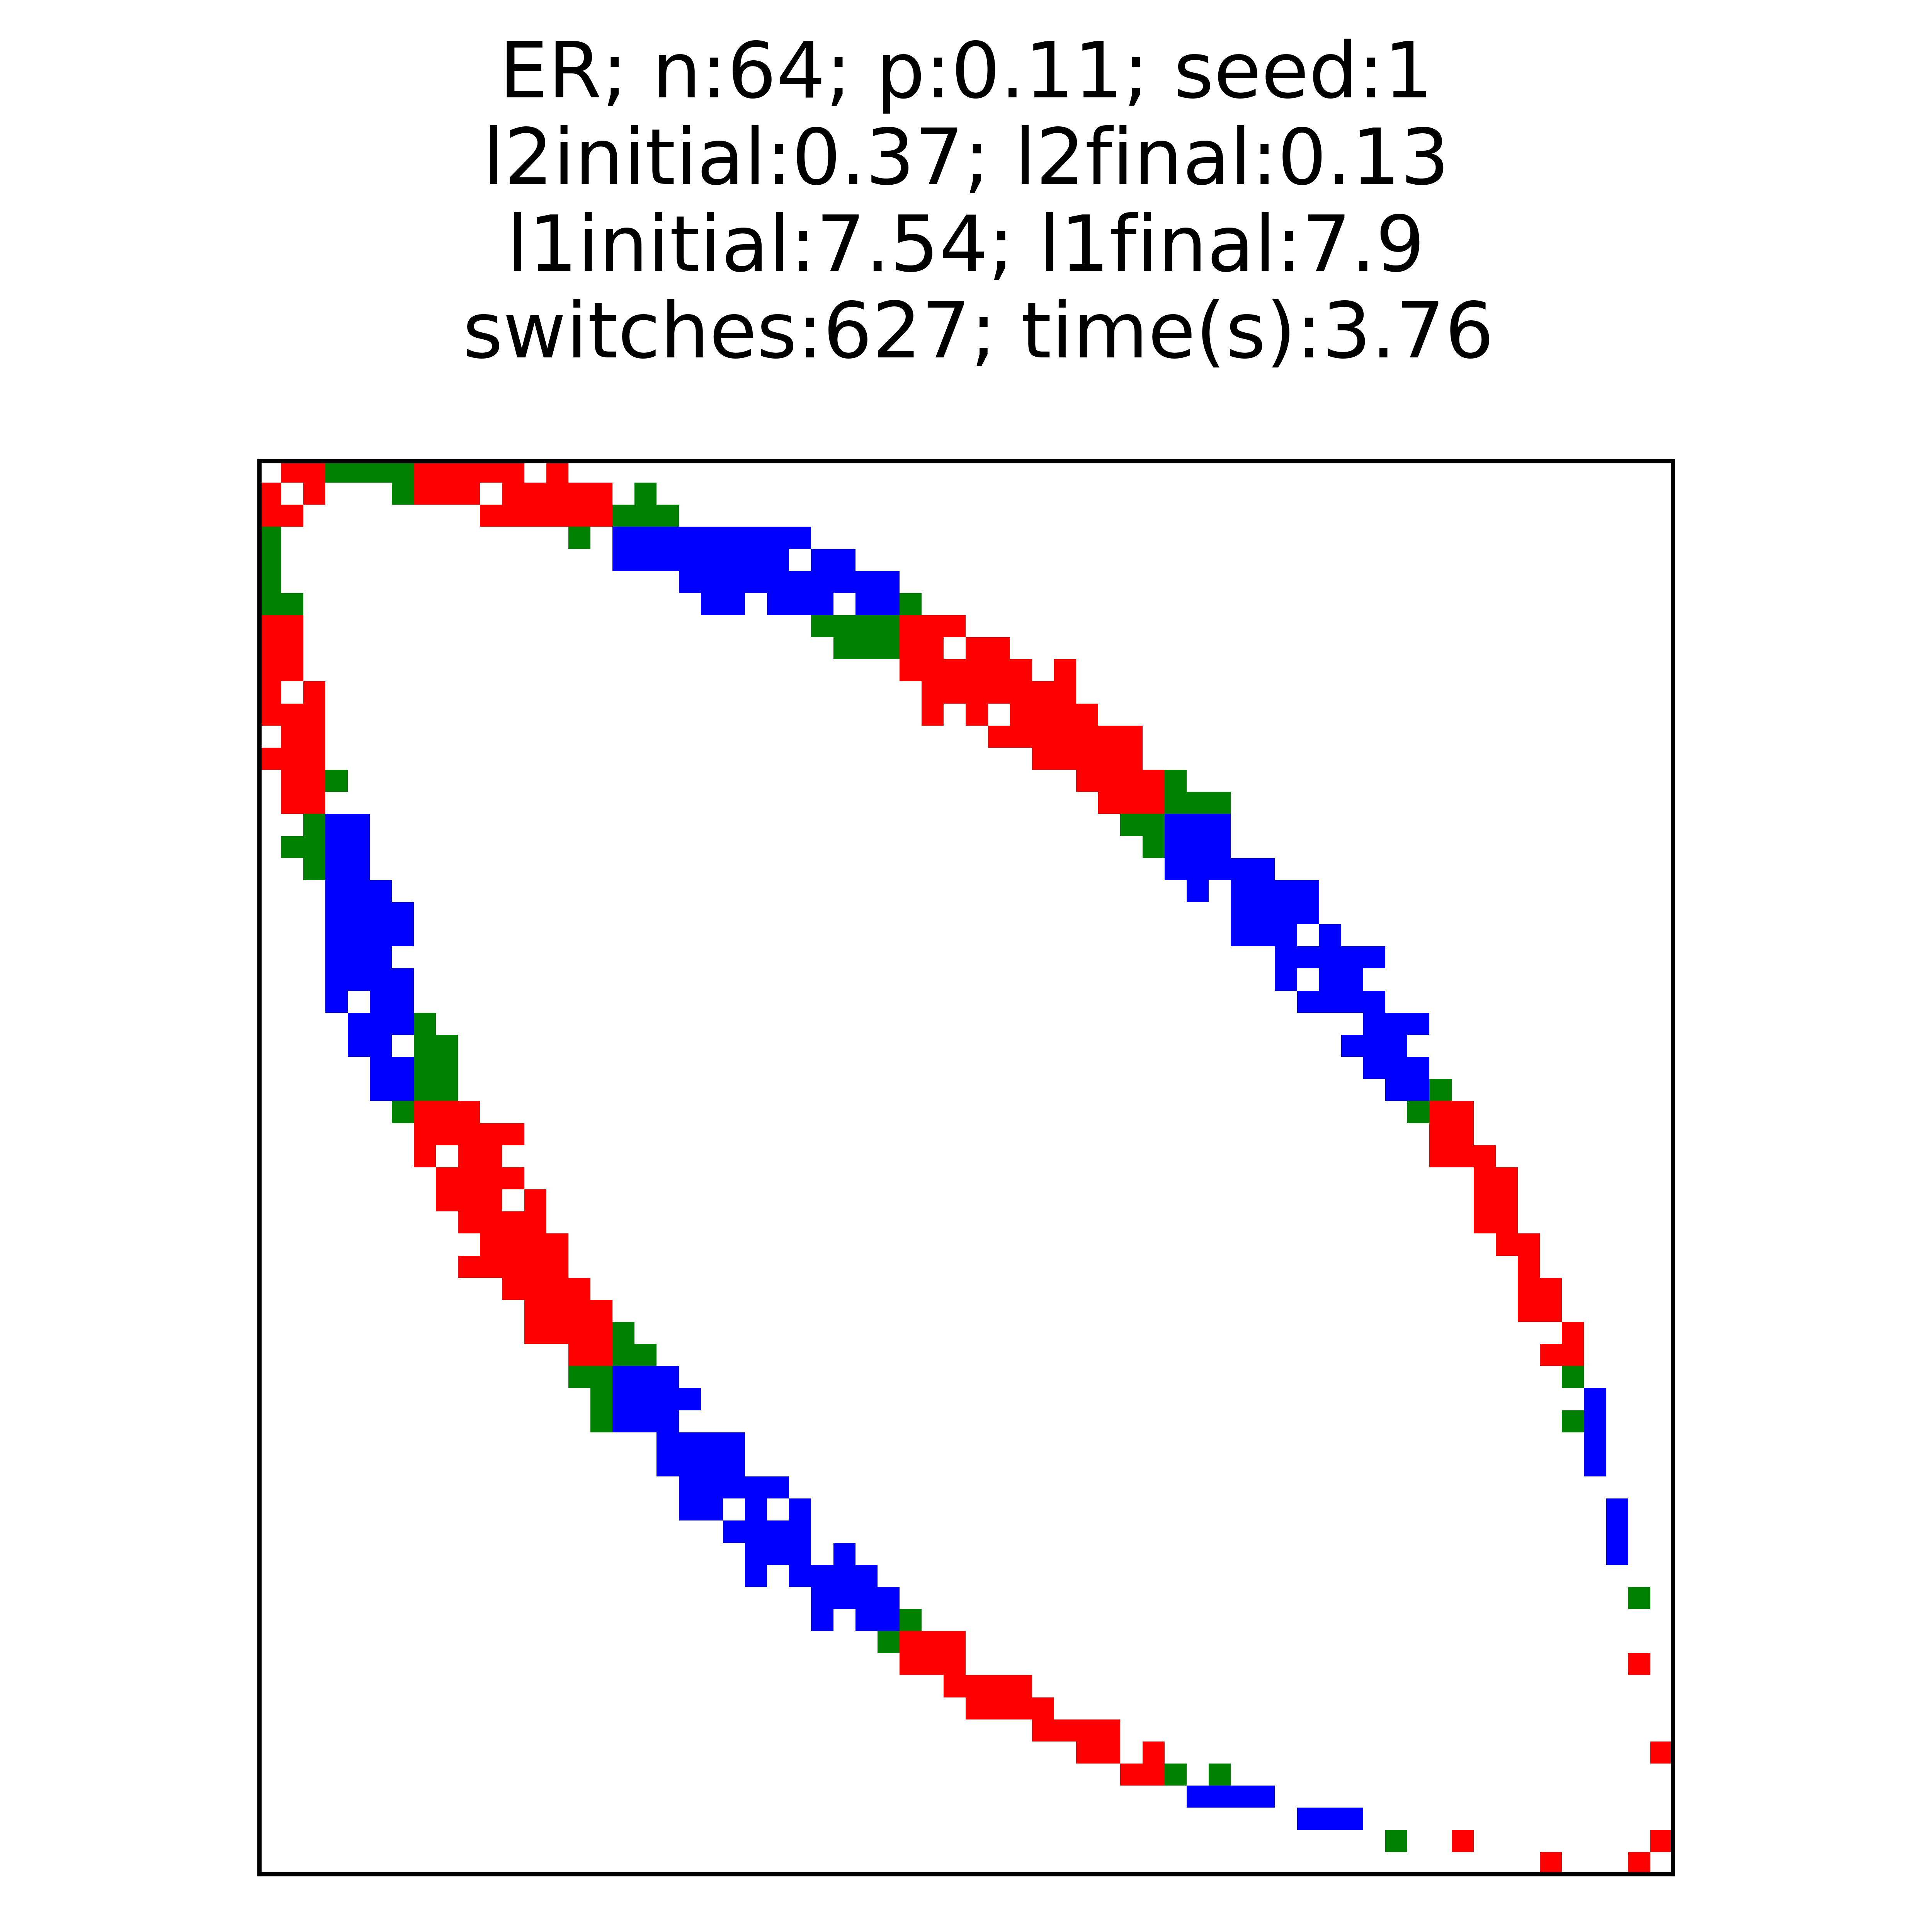 ER; n:64; p:0.11; seed:1
l2initial:0.37; l2final:0.13
l1initial:7.54; l1final:7.9
switches:627; time(s):3.76